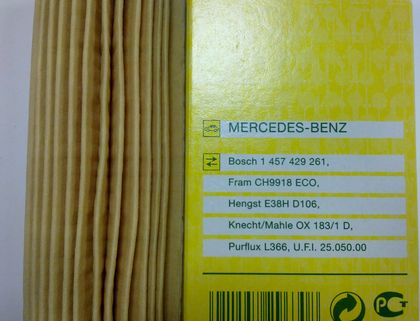 MERCEDES-BENZ
Bosch 1 457 429 261,
Fram CH9918 ECO,
Hengst E38H D106,
Knecht/Mahle OX 183/1 D,
Purflux L366, U.F.I. 25.050.00